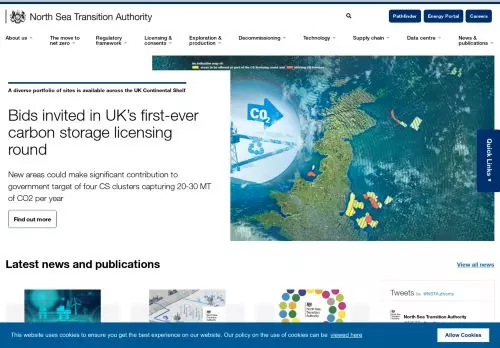 North Sea Transition Authority
Pathfinder
Energy Portal
Careers
About us
The move to net zero
Regulatory framework
Licensing & consents
Exploration & production
Decommissioning
Technology
Supply chain
Data centre
News & publications
A diverse portfolio of sites is available across the UK Continental Shelf
Bids invited in UK's first-ever
carbon storage licensing
round
New areas could make significant contribution to
government target of four CS clusters capturing 20-30 MT
of CO2 per year
Find out more
CO2
Quick Links
Latest news and publications
View all news
Tweets by @NSTAuthority
North Sea Transition Authority
This website uses cookies to ensure you get the best experience on our website. Our policy on the use of cookies can be viewed here
Allow Cookies